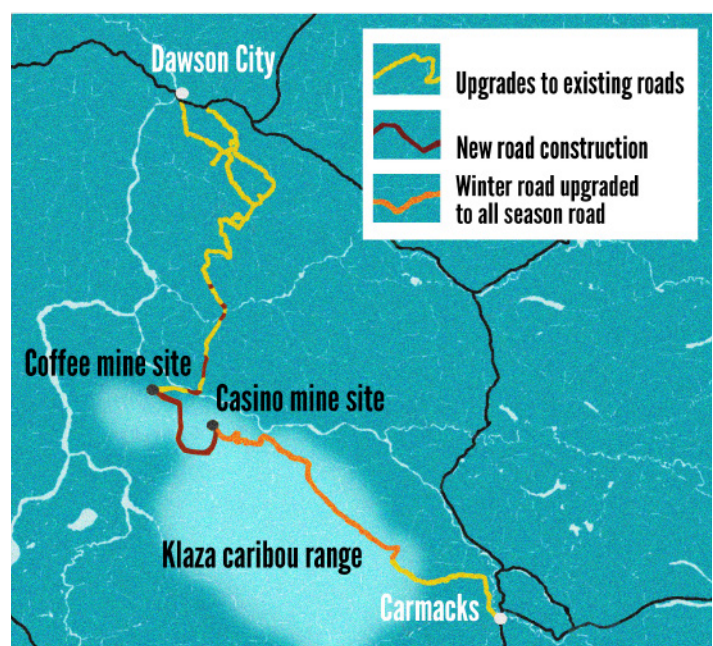 Dawson City
Upgrades to existing roads
New road construction
Winter road upgraded
to all season road
Coffee mine site
Casino mine site
Klaza caribou range
Carmacks